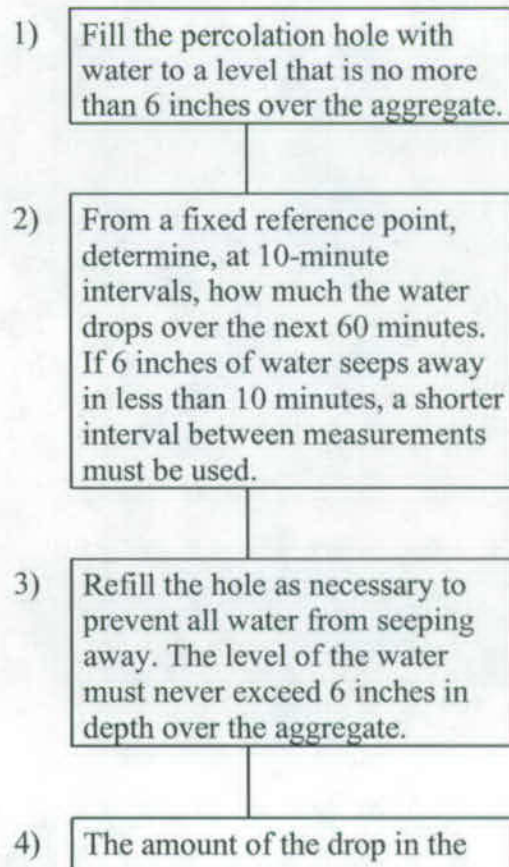 1) Fill the percolation hole with
water to a level that is no more
than 6 inches over the aggregate.
2) From a fixed reference point,
determine, at 10-minute
intervals, how much the water
drops over the next 60 minutes.
If 6 inches of water seeps away
in less than 10 minutes, a shorter
interval between measurements
must be used.
3) Refill the hole as necessary to
prevent all water from seeping
away. The level of the water
must never exceed 6 inches in
depth over the aggregate.
4) The amount of the drop in the